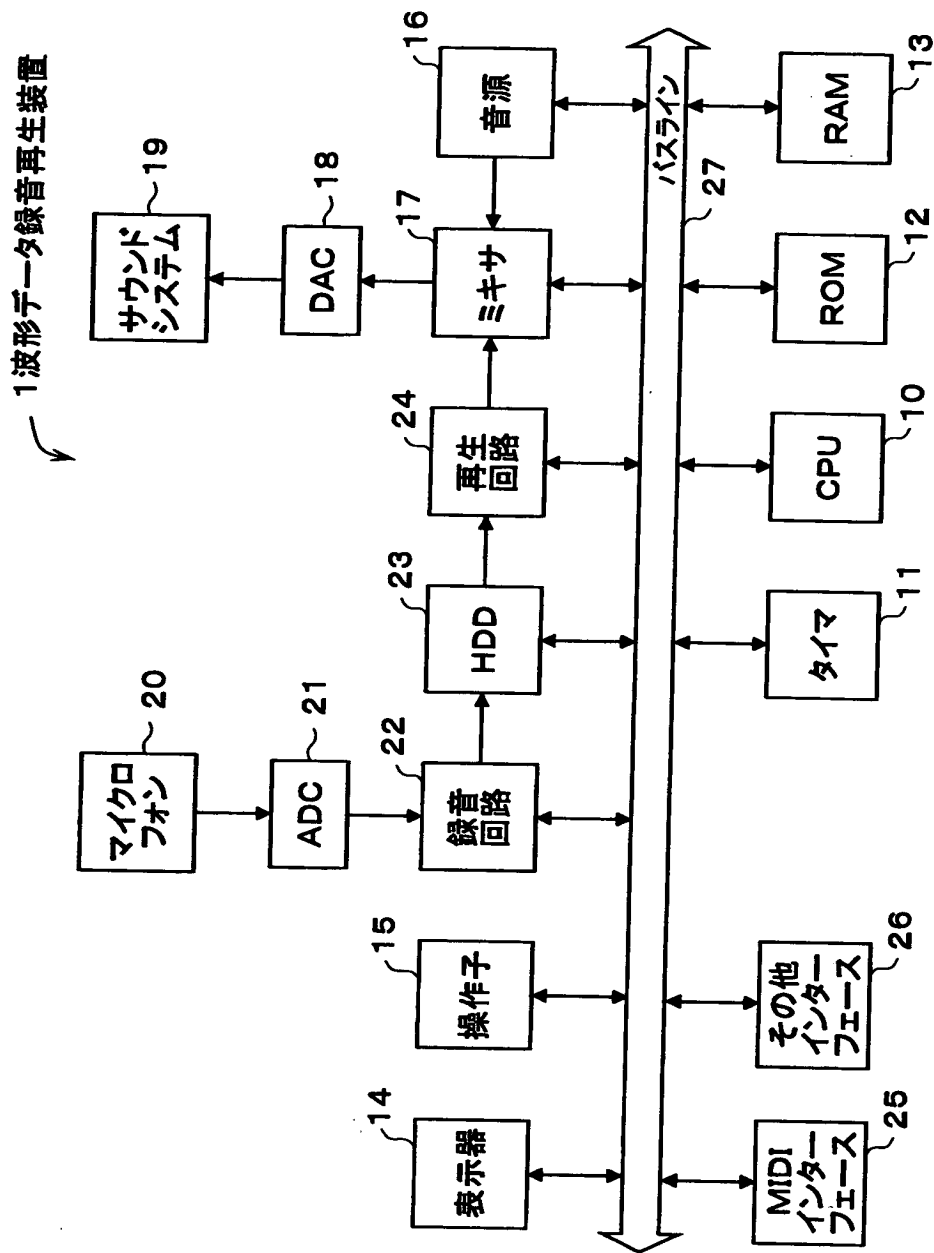 1波形データ録音再生装置
サウンド
システム
19
DAC
18
マイクロ
フォン
20
ADC
21
表示器
14
操作子
15
録音
回路
22
HDD
23
再生
回路
24
ミキサ
17
音源
16
バスライン
27
MIDI
インター
フェース
25
その他
インター
フェース
26
タイマ
11
CPU
10
ROM
12
RAM
13